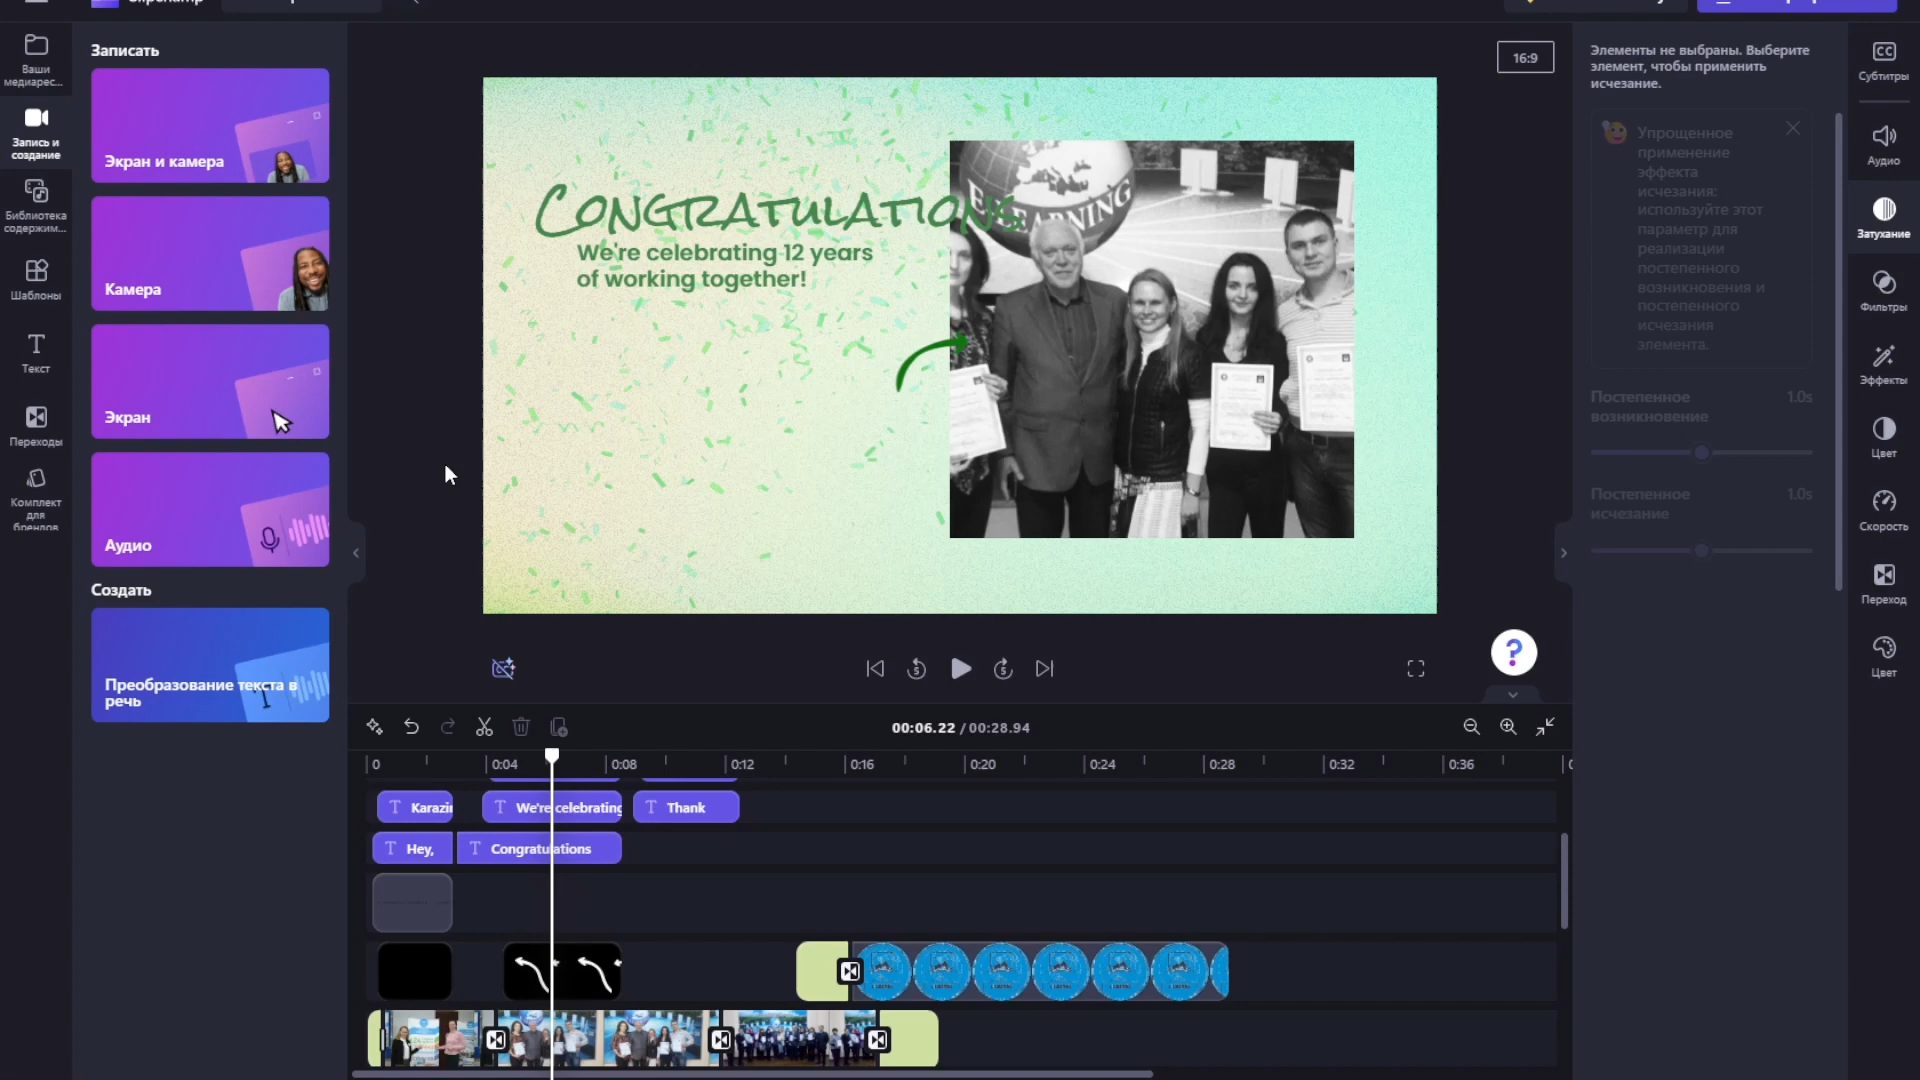 Записать
Экран и камера
Камера
Экран
Аудио
Создать
Преобразование текста в
речь
Ваши
медиарес...
Запись и
создание
Библиотека
содержим...
Шаблоны
Текст
Переходы
Комплект
для
брендов
16:9
CONGRATULATIONS
We're celebrating 12 years
of working together!
LEARNING
00:06.22 / 00:28.94
0
0:04
0:08
0:12
0:16
0:20
0:24
0:28
0:32
0:36
Karazin
We're celebrating
Thank
Hey,
Congratulations
Элементы не выбраны. Выберите
элемент, чтобы применить
исчезание.
Упрощенное
применение
эффекта
исчезания:
используйте этот
параметр для
реализации
постепенного
возникновения и
постепенного
исчезания
элемента.
Постепенное
возникновение
1.0s
Постепенное
исчезание
1.0s
CC
Субтитры
Аудио
Затухание
Фильтры
Эффекты
Цвет
Скорость
Переход
Цвет